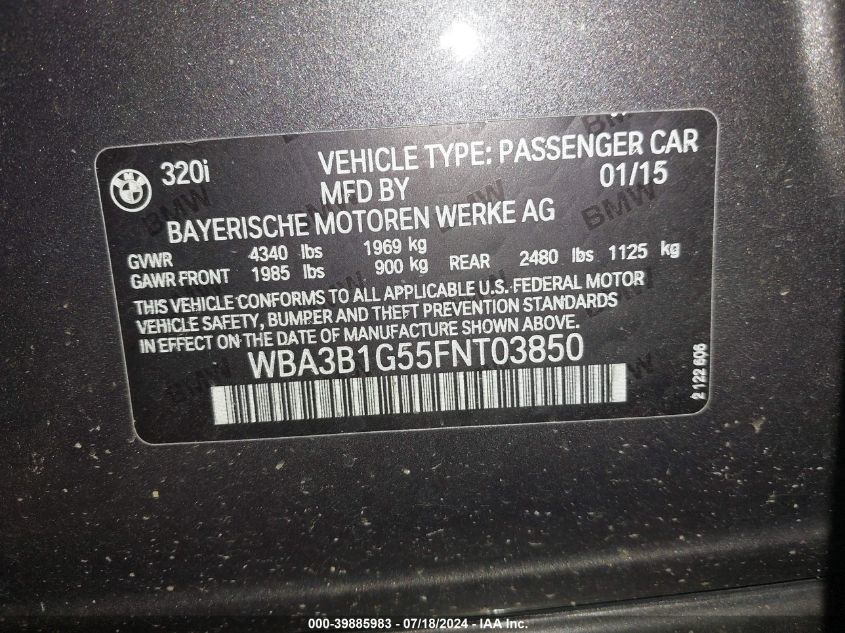 320i VEHICLE TYPE: PASSENGER CAR
MFD BY 01/15
BAYERISCHE MOTOREN WERKE AG
GVWR 4340 lbs 1969 kg
GAWR FRONT 1985 lbs 900 kg REAR 2480 lbs 1125 kg
THIS VEHICLE CONFORMS TO ALL APPLICABLE U.S. FEDERAL MOTOR
VEHICLE SAFETY, BUMPER AND THEFT PREVENTION STANDARDS
IN EFFECT ON THE DATE OF MANUFACTURE SHOWN ABOVE.
WBA3B1G55FNT03850
2 122 606
000-39885983 - 07/18/2024 - IAA Inc.